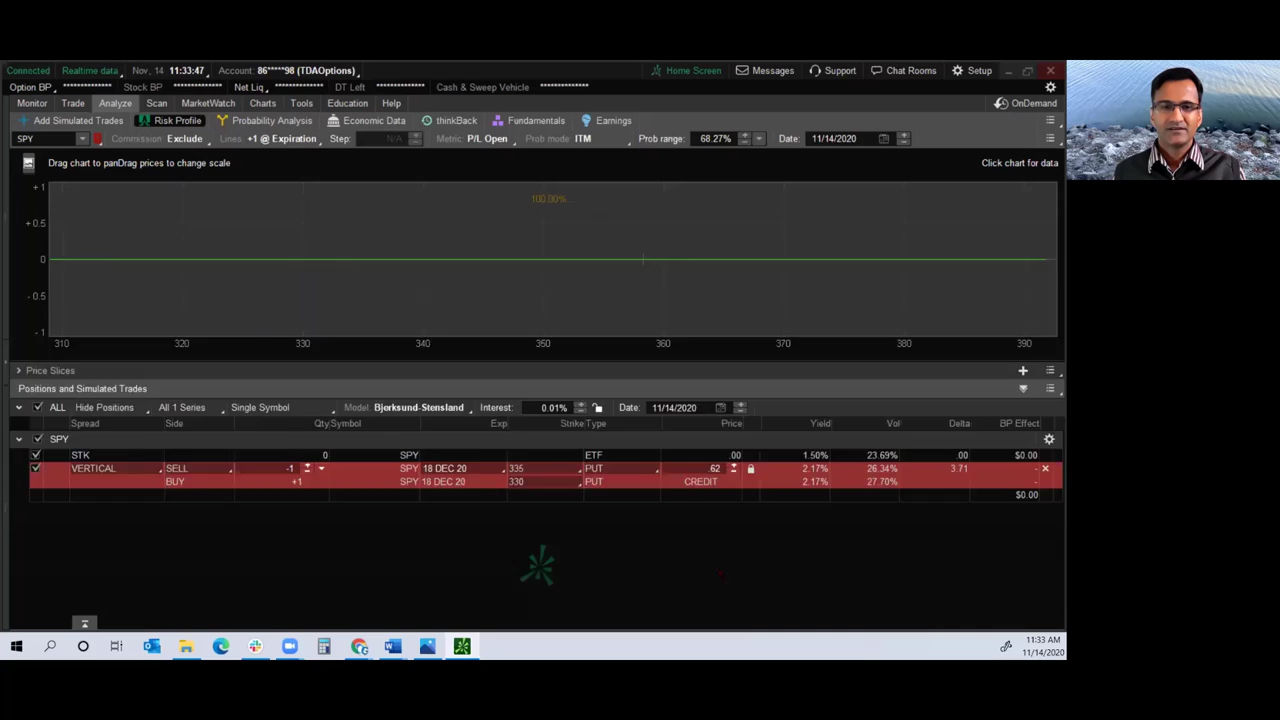 Connected Realtime data Nov, 14 11:33:47 Account: 86*****98 (TDAOptions) Home Screen Messages Support Chat Rooms Setup
Option BP ************** Stock BP ************** Net Liq ************** DT Left ************** Cash & Sweep Vehicle **************
Monitor Trade Analyze Scan MarketWatch Charts Tools Education Help OnDemand
Add Simulated Trades Risk Profile Probability Analysis Economic Data thinkBack Fundamentals Earnings
SPY Commission Exclude Lines +1 @ Expiration Step: N/A Metric: P/L Open Prob mode: ITM Prob range: 68.27% Date: 11/14/2020
Drag chart to panDrag prices to change scale Click chart for data
+1
100.00%...
+0.5
0
-0.5
-1
310 320 330 340 350 360 370 380 390
Price Slices
Positions and Simulated Trades
ALL Hide Positions All 1 Series Single Symbol Model: Bjerksund-Stensland Interest: 0.01% Date: 11/14/2020
Spread Side Qty Symbol Exp Strike Type Price Yield Vol Delta BP Effect
SPY
STK 0 SPY ETF .00 1.50% 23.69% .00 $0.00
VERTICAL SELL -1 SPY 18 DEC 20 335 PUT .62 2.17% 26.34% 3.71 -
BUY +1 SPY 18 DEC 20 330 PUT CREDIT 2.17% 27.70% -
$0.00
11:33 AM
11/14/2020